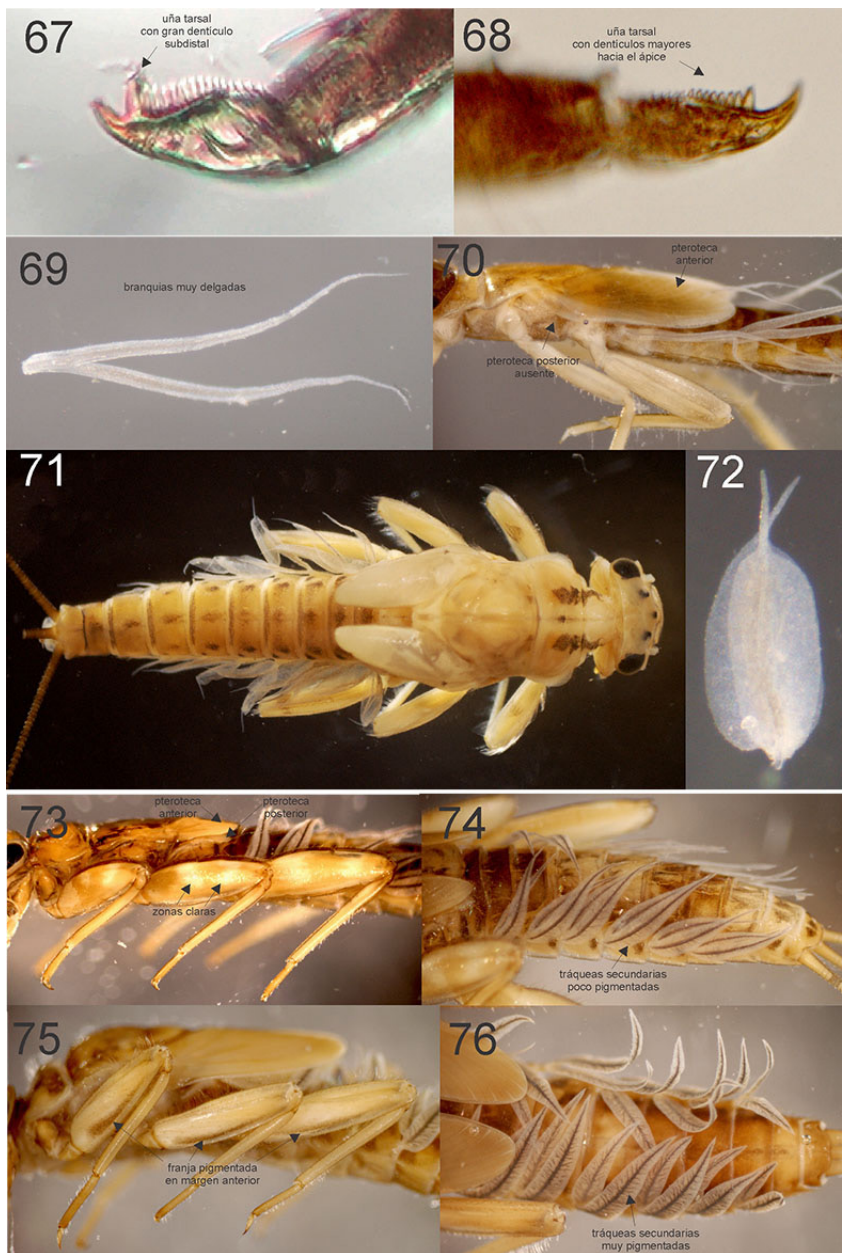 67
uña tarsal
con gran dentículo
subdistal
68
uña tarsal
con dentículos mayores
hacia el ápice
69
branquias muy delgadas
70
pteroteca
anterior
pteroteca posterior
ausente
71
72
73
pteroteca
anterior
pteroteca
posterior
zonas claras
74
tráqueas secundarias
poco pigmentadas
75
franja pigmentada
en márgen anterior
76
tráqueas secundarias
muy pigmentadas